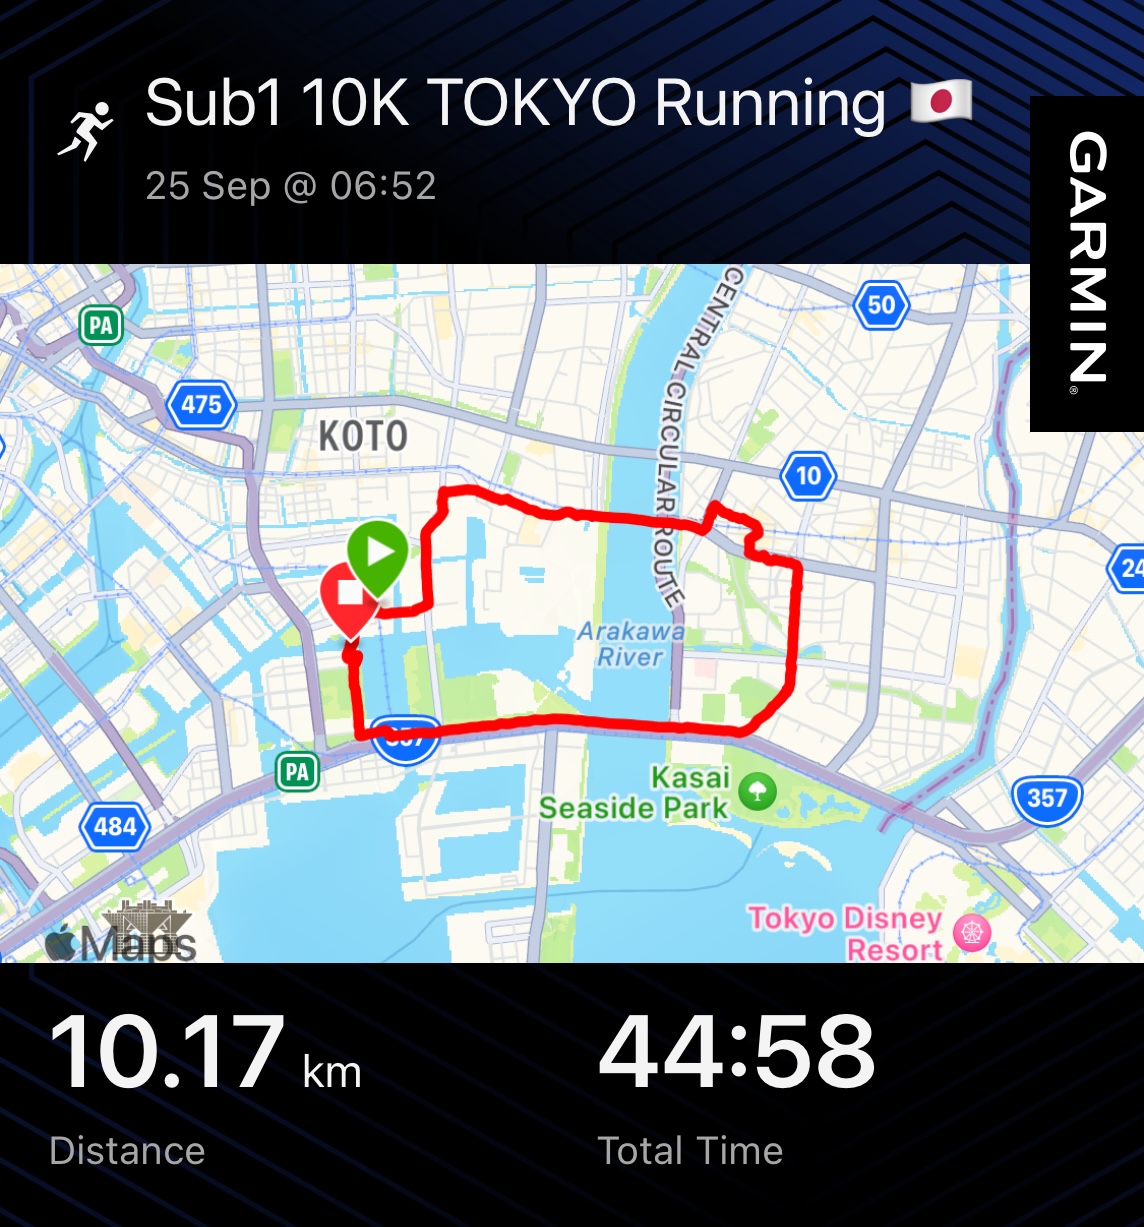 Sub1 10K TOKYO Running 🇯🇵
25 Sep @ 06:52
GARMIN®
CENTRAL CIRCULAR ROUTE
50
PA
475
KOTO
10
24
Arakawa
River
357
PA
Kasai
Seaside Park
357
484
Tokyo Disney
Resort
Maps
10.17 km
44:58
Distance
Total Time